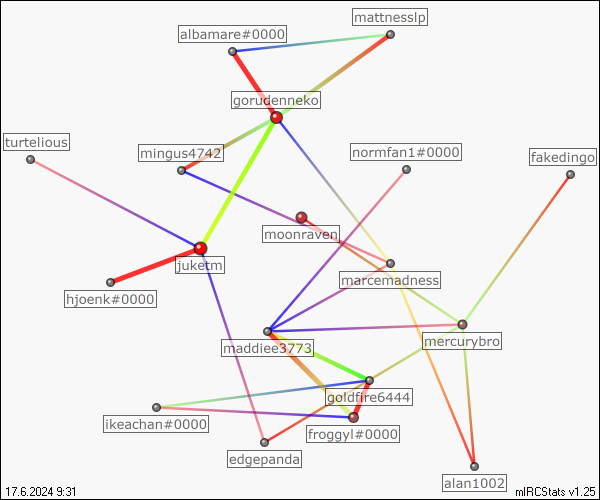 mattnesslp
albamare#0000
gorudenneko
turtelious
mingus4742
normfan1#0000
fakedingo
moonraven
juketm
marcemadness
hjoenk#0000
mercurybro
maddiee3773
goldfire6444
ikeachan#0000
froggyl#0000
edgepanda
alan1002
17.6.2024 9:31
mIRCStats v1.25